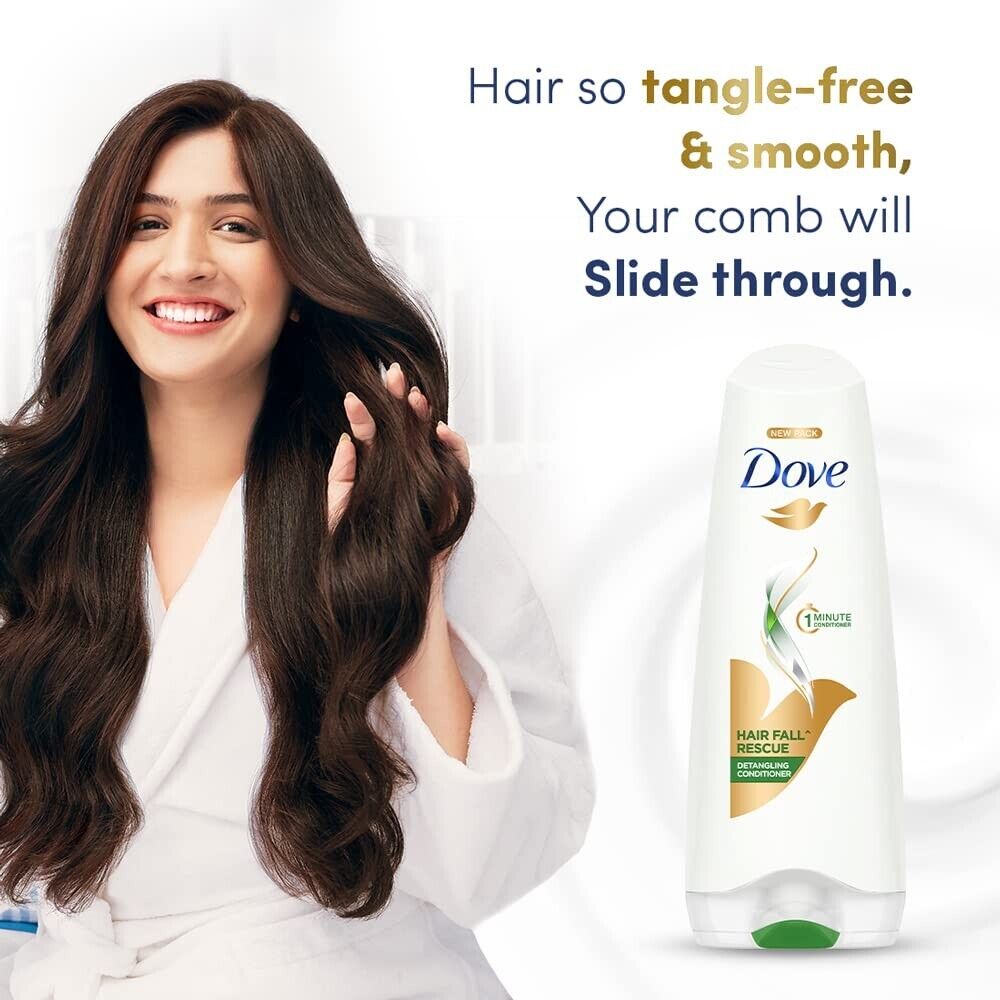 Hair so tangle-free
& smooth,
Your comb will
Slide through.
NEW PACK
Dove
1 MINUTE
CONDITIONER
HAIR FALL^
RESCUE
DETANGLING
CONDITIONER